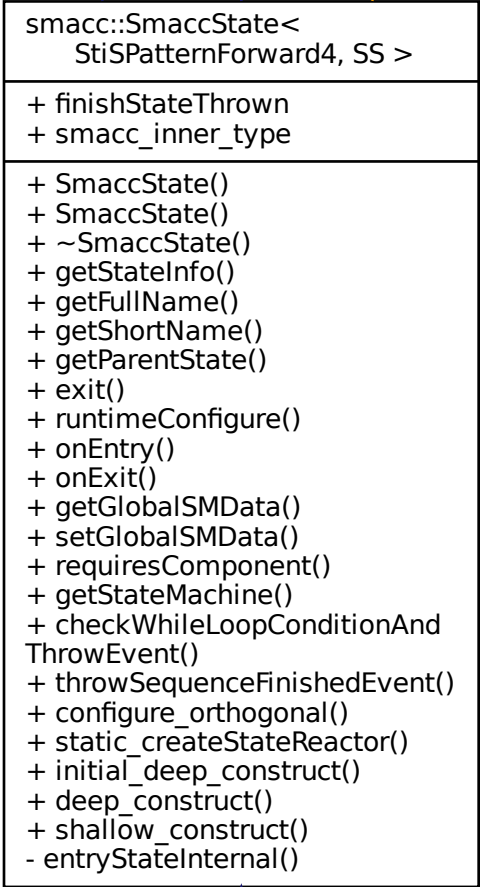 smacc::SmaccState<
StiSPatternForward4, SS >
+ finishStateThrown
+ smacc_inner_type
+ SmaccState()
+ SmaccState()
+ ~SmaccState()
+ getStateInfo()
+ getFullName()
+ getShortName()
+ getParentState()
+ exit()
+ runtimeConfigure()
+ onEntry()
+ onExit()
+ getGlobalSMData()
+ setGlobalSMData()
+ requiresComponent()
+ getStateMachine()
+ checkWhileLoopConditionAnd
ThrowEvent()
+ throwSequenceFinishedEvent()
+ configure_orthogonal()
+ static_createStateReactor()
+ initial_deep_construct()
+ deep_construct()
+ shallow_construct()
- entryStateInternal()